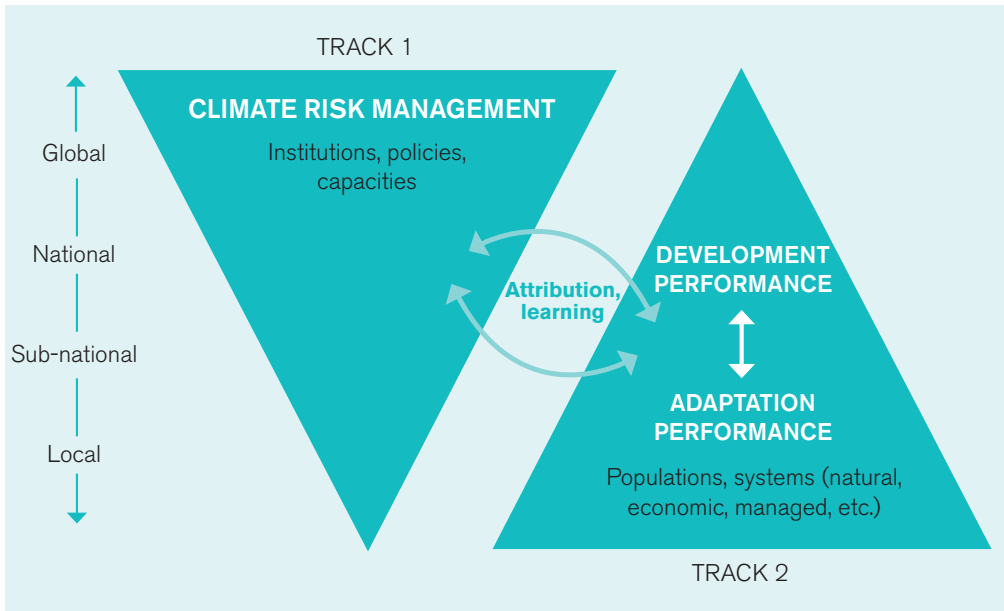 TRACK 1
CLIMATE RISK MANAGEMENT
Institutions, policies,
capacities
Global
National
Sub-national
Local
Attribution,
learning
DEVELOPMENT
PERFORMANCE
ADAPTATION
PERFORMANCE
Populations, systems (natural,
economic, managed, etc.)
TRACK 2